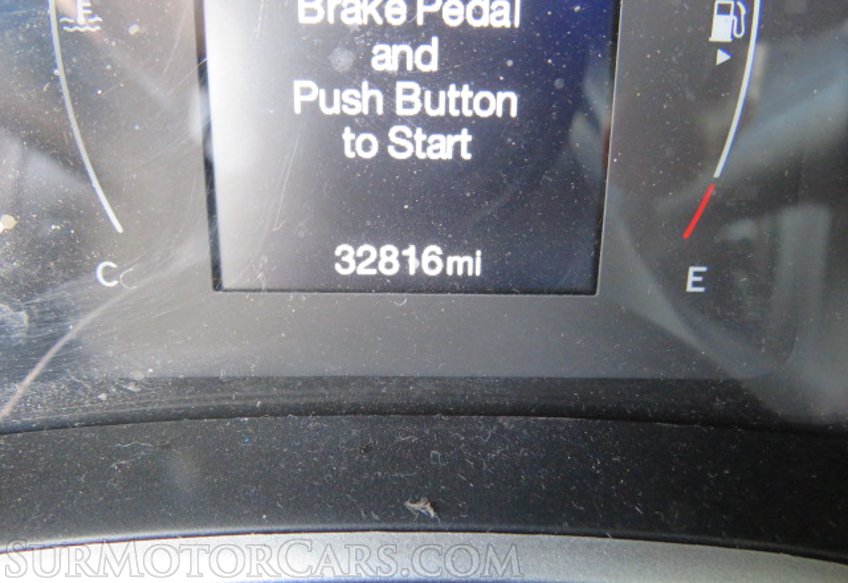 Brake Pedal
and
Push Button
to Start
32816mi
C
E
SurMotorCars.com